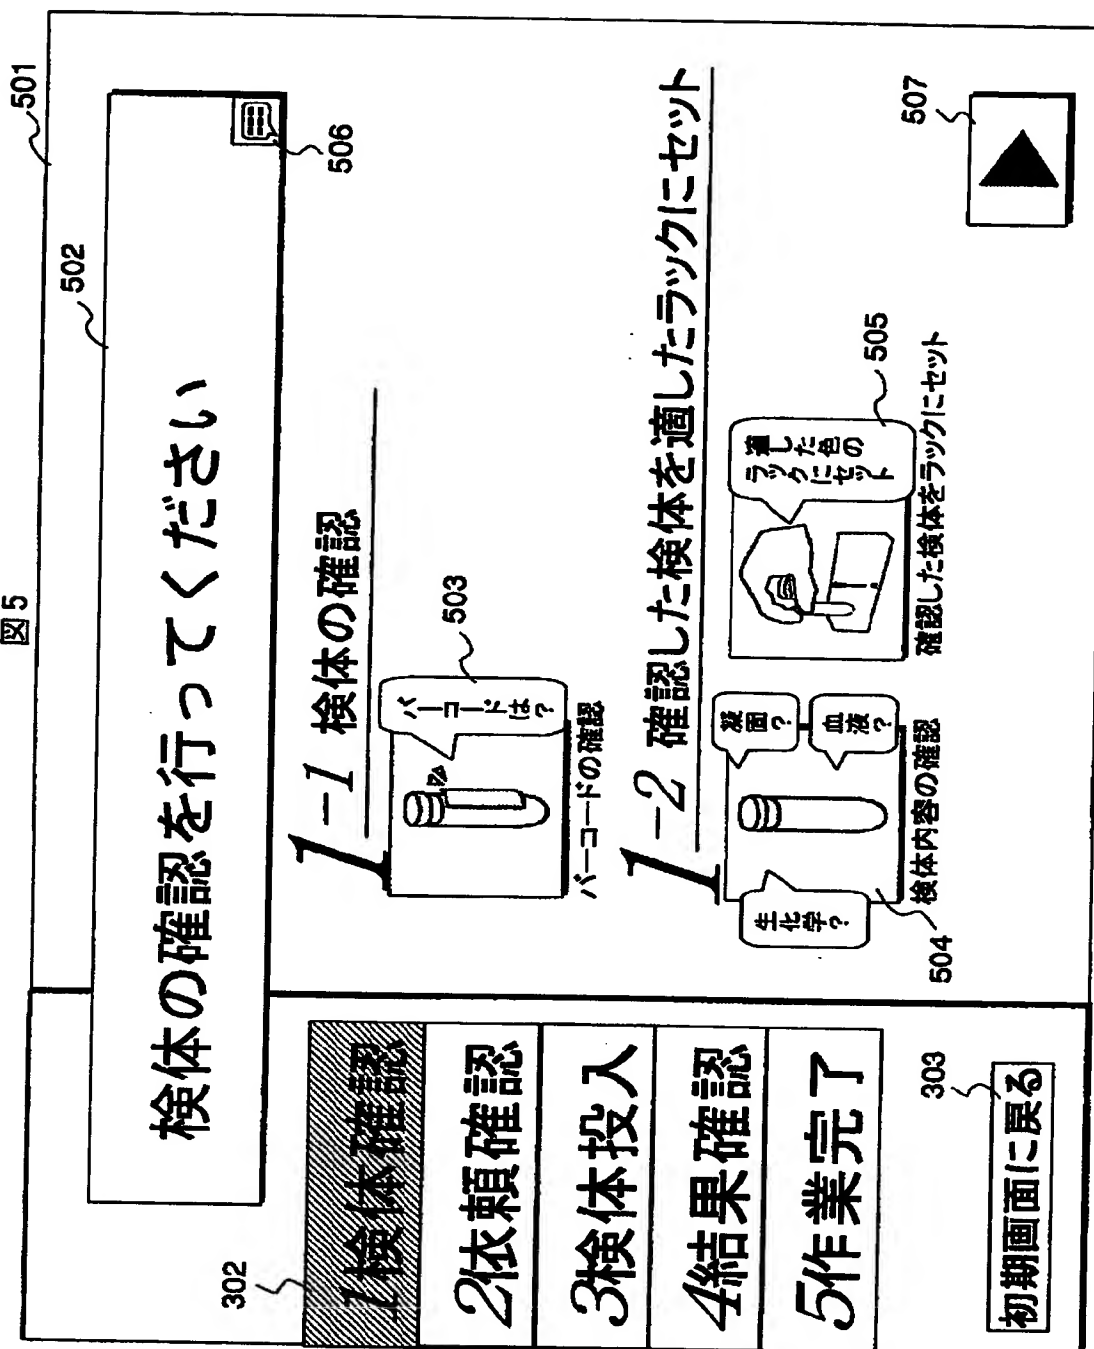 図5
501
502
検体の確認を行ってください
506
302
1検体確認
2依頼確認
3検体投入
4結果確認
5作業完了
303
初期画面に戻る
1-1 検体の確認
503
バーコードは?
バーコードの確認
1-2 確認した検体を適したラックにセット
生化学?
凝固?
血液?
504
検体内容の確認
適した色の
ラックにセット
505
確認した検体をラックにセット
507